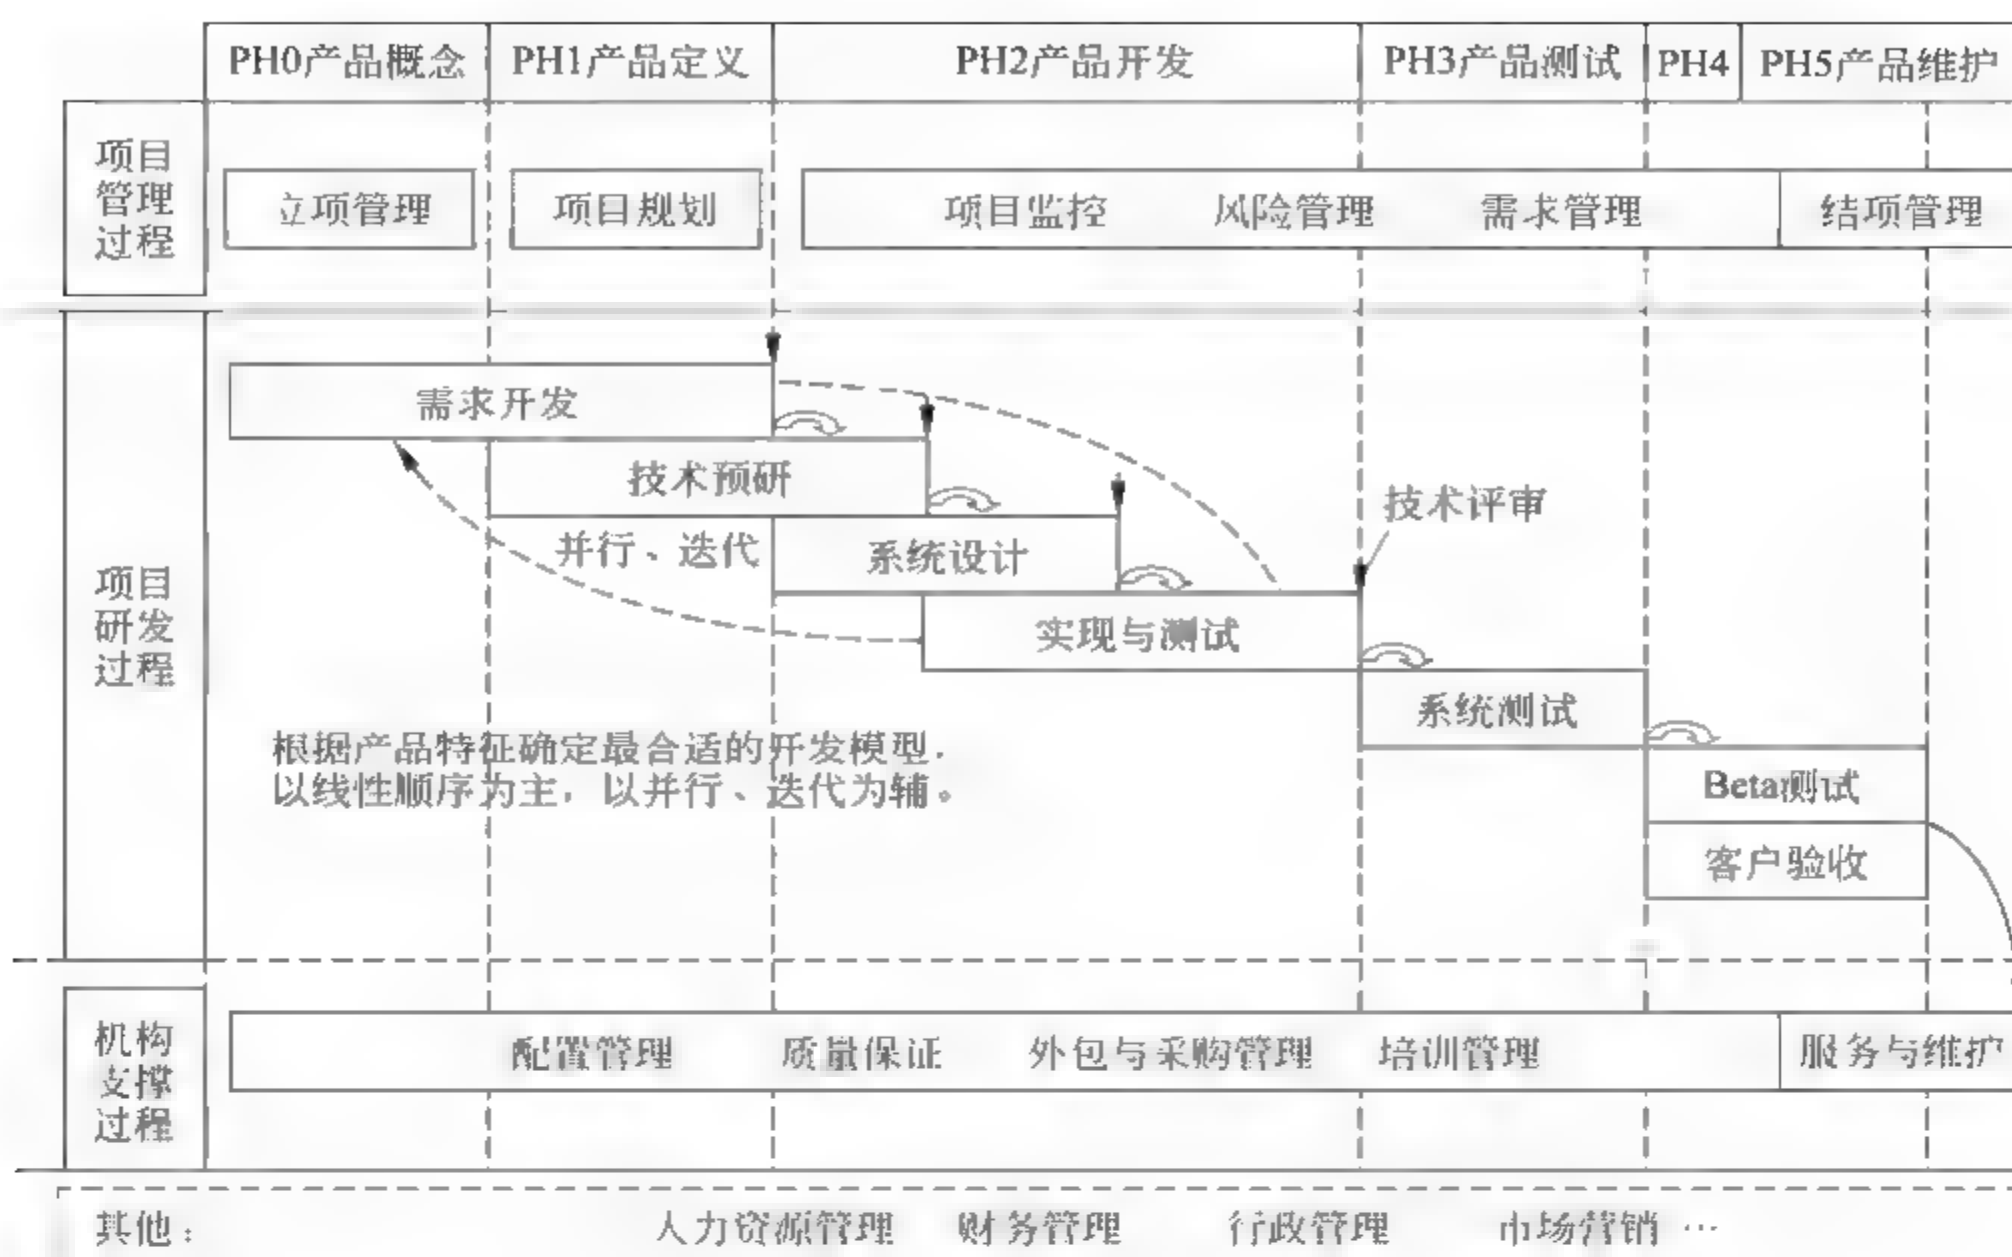 PH0产品概念 PH1产品定义 PH2产品开发 PH3产品测试 PH4 PH5产品维护
项目
管理
过程
立项管理 项目规划 项目监控 风险管理 需求管理 结项管理
项目
研发
过程
需求开发
技术预研
技术评审
并行、迭代
系统设计
实现与测试
系统测试
根据产品特征确定最合适的开发模型,
以线性顺序为主,以并行、迭代为辅。
Beta测试
客户验收
机构
支撑
过程
配置管理 质量保证 外包与采购管理 培训管理 服务与维护
其他: 人力资源管理 财务管理 行政管理 市场营销 …